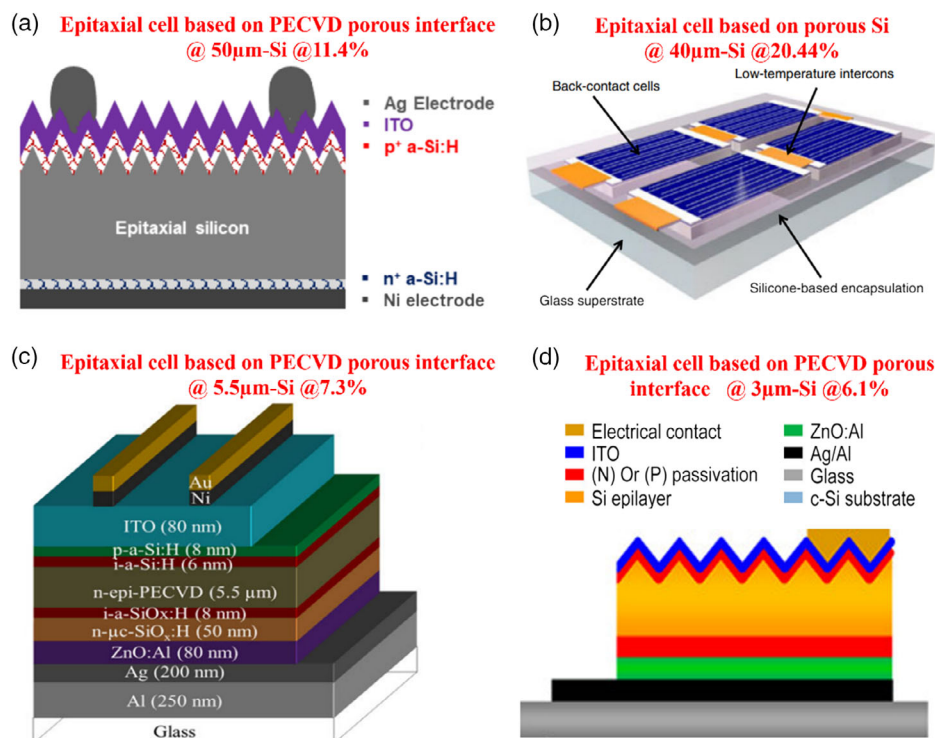 (a) Epitaxial cell based on PECVD porous interface
@ 50μm-Si @11.4%
▪ Ag Electrode
▪ ITO
▪ p⁺ a-Si:H
Epitaxial silicon
▪ n⁺ a-Si:H
▪ Ni electrode
(b) Epitaxial cell based on porous Si
@ 40μm-Si @20.44%
Low-temperature intercons
Back-contact cells
Glass superstrate
Silicone-based encapsulation
(c) Epitaxial cell based on PECVD porous interface
@ 5.5μm-Si @7.3%
Au
Ni
ITO (80 nm)
p-a-Si:H (8 nm)
i-a-Si:H (6 nm)
n-epi-PECVD (5.5 μm)
i-a-SiOx:H (8 nm)
n-μc-SiOₓ:H (50 nm)
ZnO:Al (80 nm)
Ag (200 nm)
Al (250 nm)
Glass
(d) Epitaxial cell based on PECVD porous
interface @ 3μm-Si @6.1%
Electrical contact
ITO
(N) Or (P) passivation
Si epilayer
ZnO:Al
Ag/Al
Glass
c-Si substrate